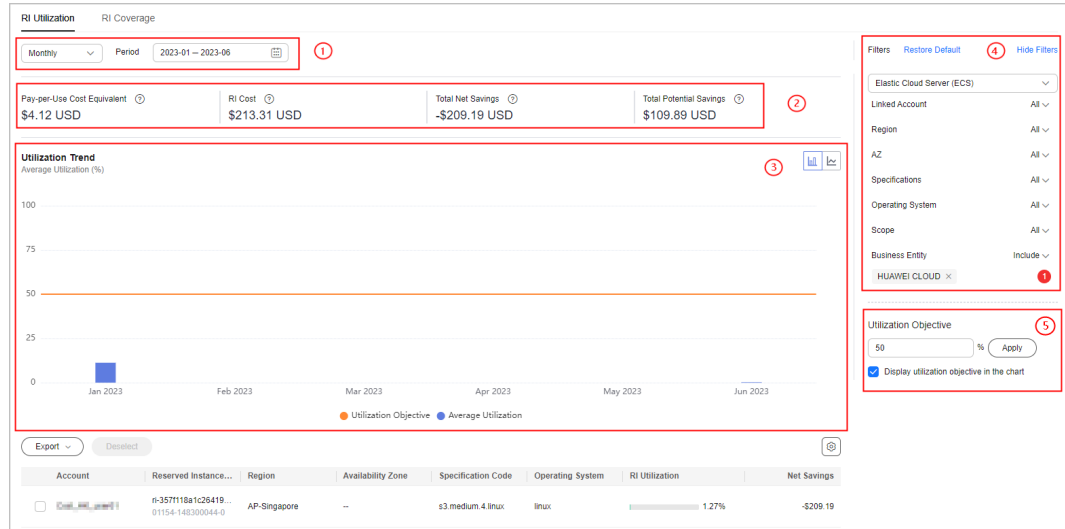 RI Utilization RI Coverage
Monthly Period 2023-01 — 2023-06 1
Filters Restore Default 4 Hide Filters
Pay-per-Use Cost Equivalent ? RI Cost ? Total Net Savings ? Total Potential Savings ?
$4.12 USD $213.31 USD -$209.19 USD $109.89 USD 2
Elastic Cloud Server (ECS)
Linked Account All
Region All
AZ All
Specifications All
Operating System All
Scope All
Business Entity Include
HUAWEI CLOUD × 1
Utilization Trend
Average Utilization (%) 3
100
75
50
25
0
Jan 2023 Feb 2023 Mar 2023 Apr 2023 May 2023 Jun 2023
Utilization Objective Average Utilization
Utilization Objective 5
50 % Apply
Display utilization objective in the chart
Export Deselect
Account Reserved Instance... Region Availability Zone Specification Code Operating System RI Utilization Net Savings
ri-357f118a1c26419... AP-Singapore -- s3.medium.4.linux linux 1.27% -$209.19
01154-148300044-0